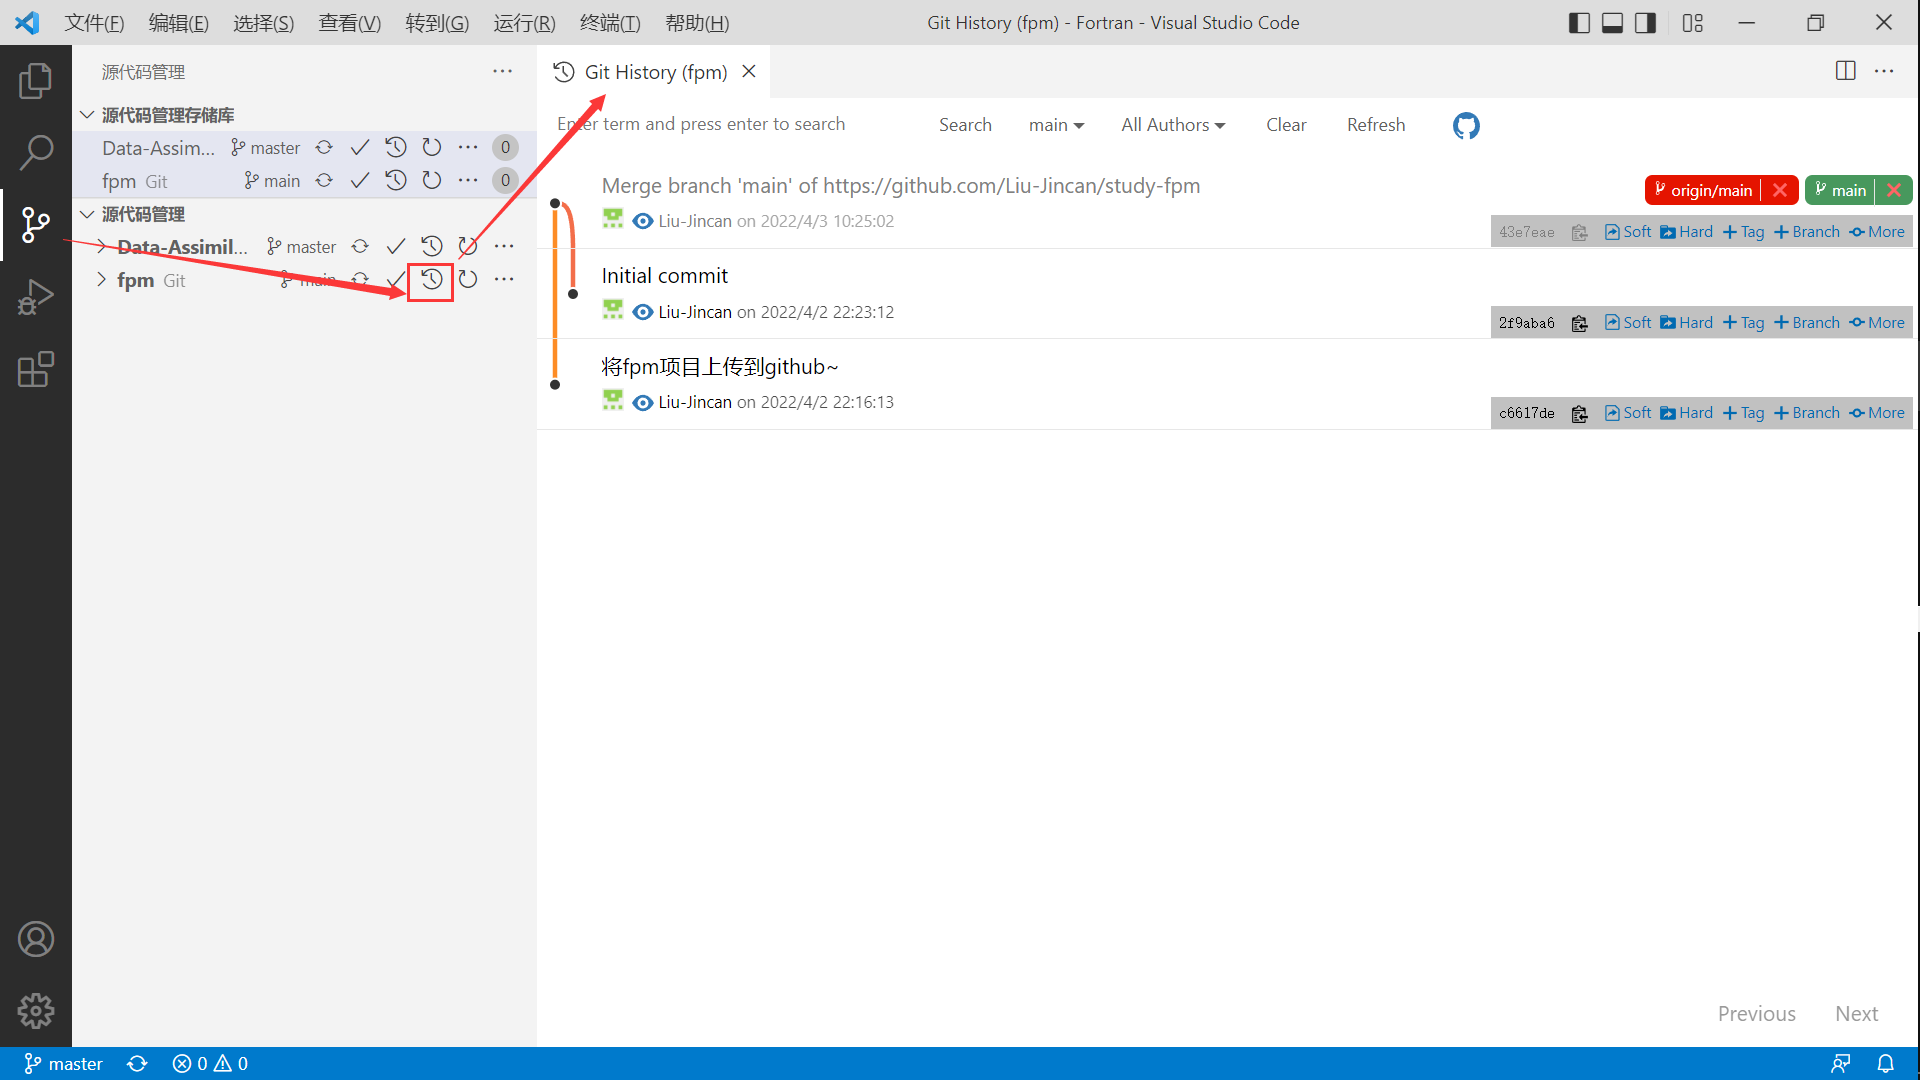 文件(F) 编辑(E) 选择(S) 查看(V) 转到(G) 运行(R) 终端(T) 帮助(H) Git History (fpm) - Fortran - Visual Studio Code
源代码管理
源代码管理存储库
Data-Assim... master 0
fpm Git main 0
源代码管理
Data-Assimil... master
fpm Git main
Git History (fpm)
Enter term and press enter to search Search main All Authors Clear Refresh
Merge branch 'main' of https://github.com/Liu-Jincan/study-fpm
origin/main main
Liu-Jincan on 2022/4/3 10:25:02
43e7eae Soft Hard Tag Branch More
Initial commit
Liu-Jincan on 2022/4/2 22:23:12
2f9aba6 Soft Hard Tag Branch More
将fpm项目上传到github~
Liu-Jincan on 2022/4/2 22:16:13
c6617de Soft Hard Tag Branch More
Previous Next
master 0 0